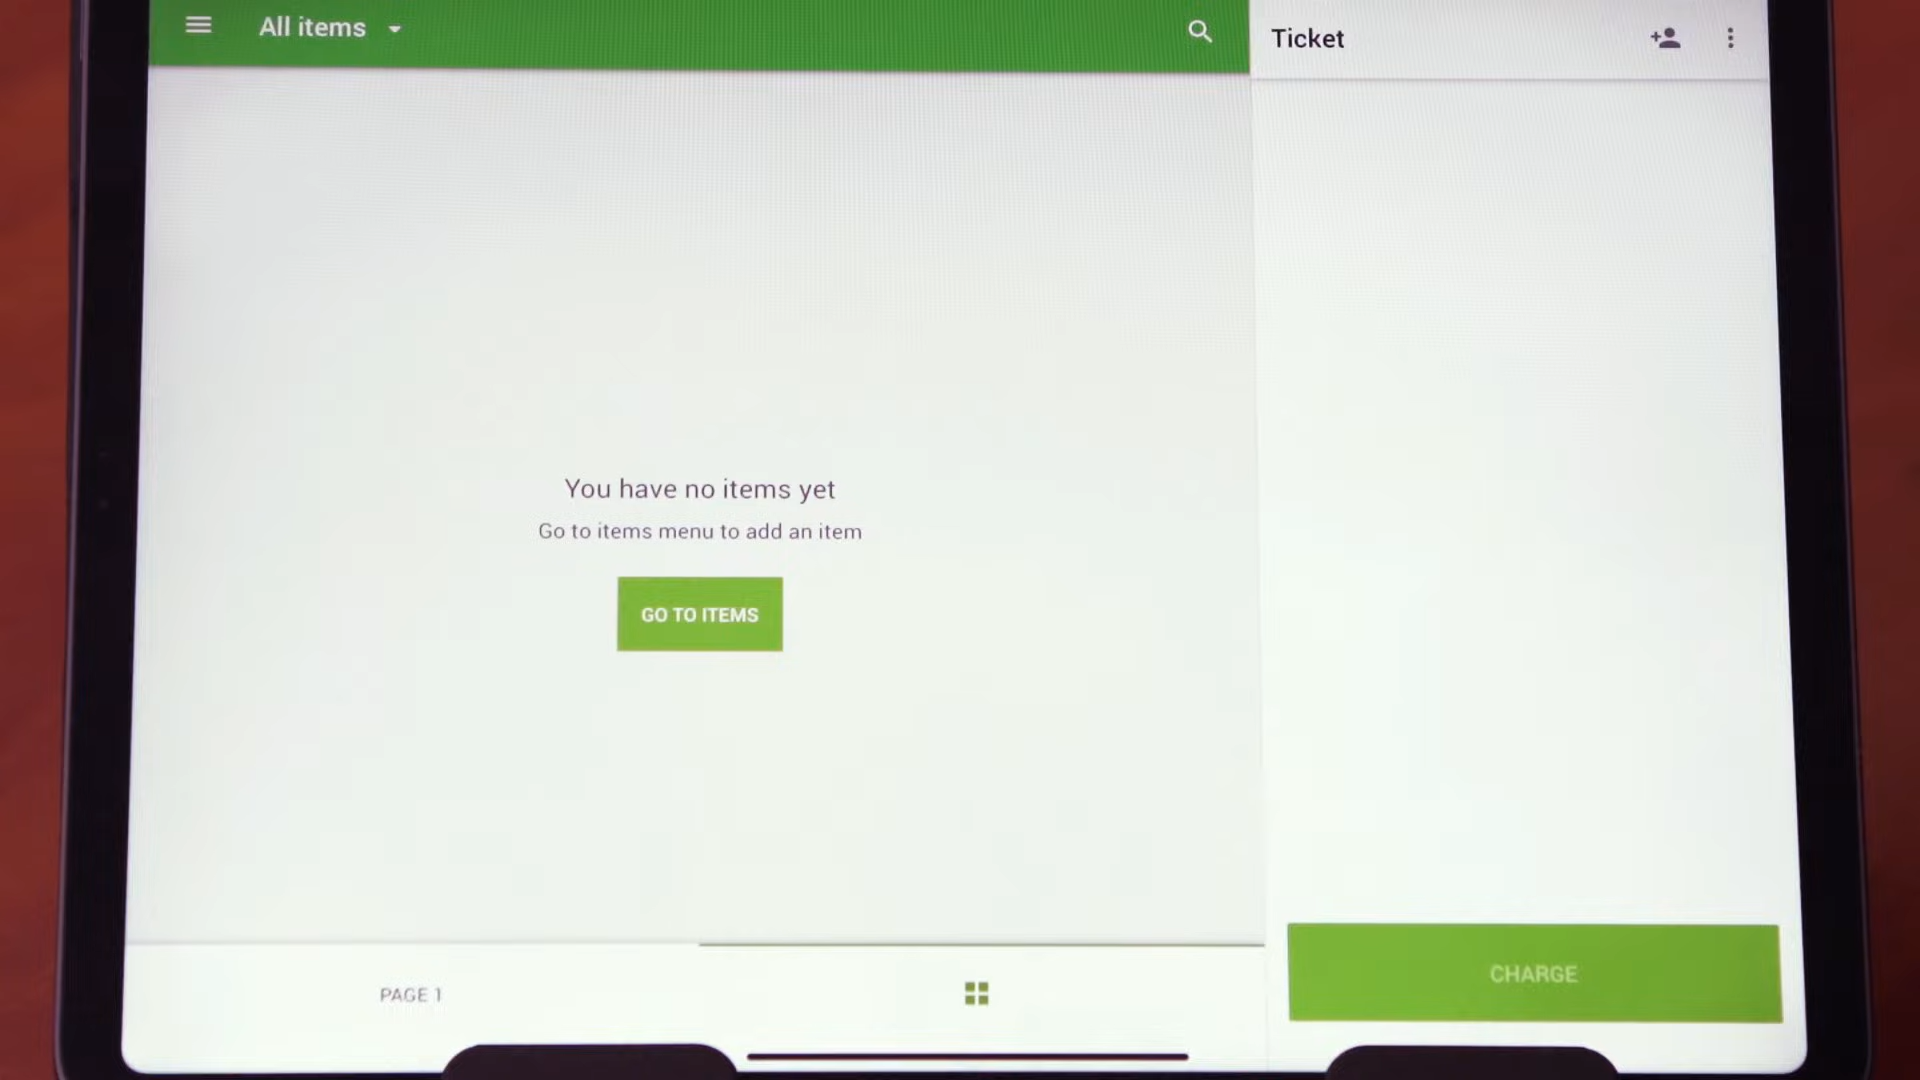 All items
Ticket
You have no items yet
Go to items menu to add an item
GO TO ITEMS
PAGE 1
CHARGE